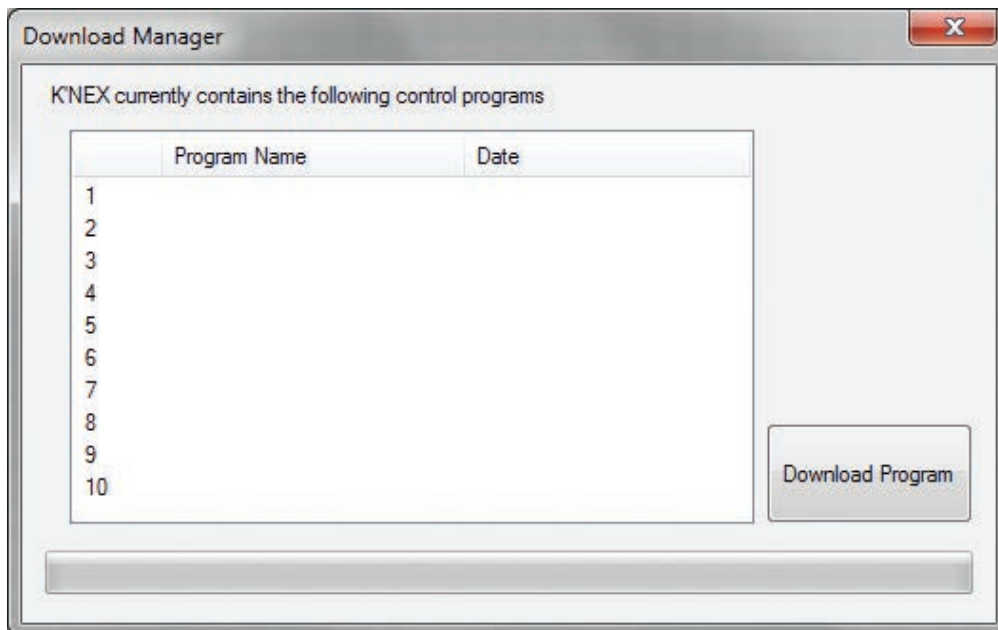 Download Manager
K'NEX currently contains the following control programs
Program Name Date
1
2
3
4
5
6
7
8
9
10
Download Program